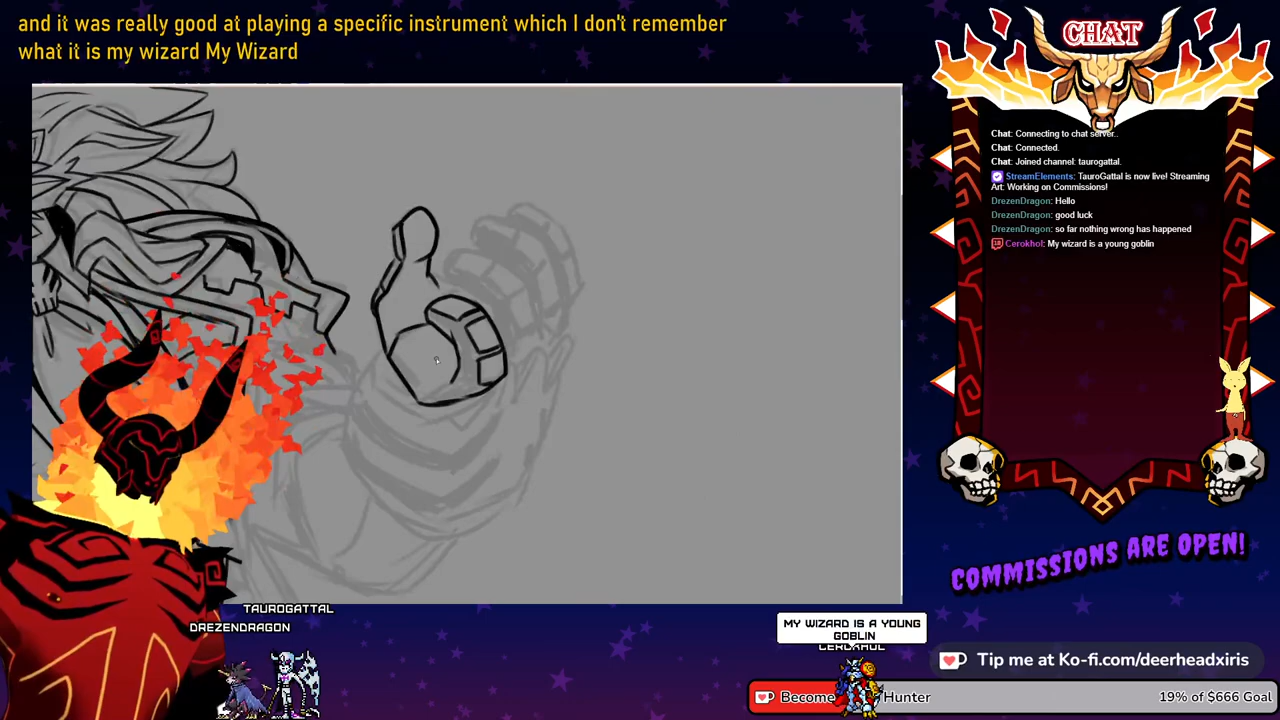 and it was really good at playing a specific instrument which I don't remember
what it is my wizard My Wizard
CHAT
Chat: Connecting to chat server..
Chat: Connected.
Chat: Joined channel: taurogattal.
StreamElements: TauroGattal is now live! Streaming
Art: Working on Commissions!
DrezenDragon: Hello
DrezenDragon: good luck
DrezenDragon: so far nothing wrong has happened
Cerokhol: My wizard is a young goblin
COMMISSIONS ARE OPEN!
TAUROGATTAL
DREZENDRAGON
MY WIZARD IS A YOUNG
GOBLIN
CEROKHOL
Tip me at Ko-fi.com/deerheadxiris
Become Hunter 19% of $666 Goal